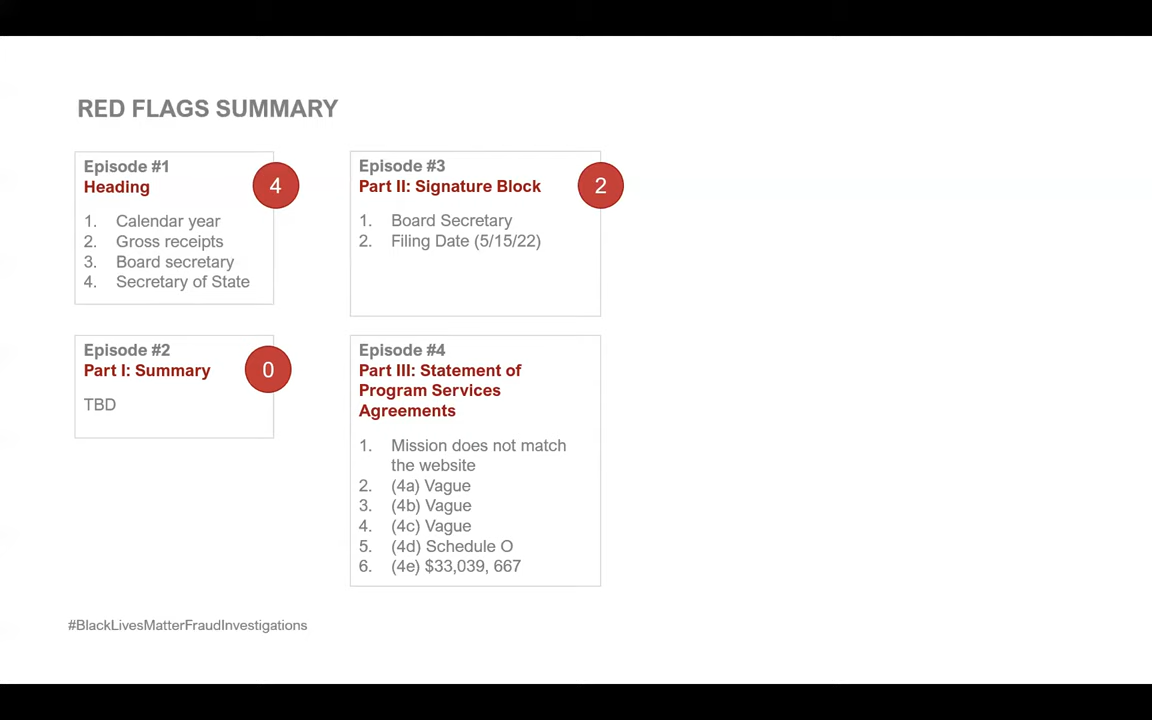 RED FLAGS SUMMARY
Episode #1
Heading
4
1. Calendar year
2. Gross receipts
3. Board secretary
4. Secretary of State
Episode #2
Part I: Summary
0
TBD
Episode #3
Part II: Signature Block
2
1. Board Secretary
2. Filing Date (5/15/22)
Episode #4
Part III: Statement of
Program Services
Agreements
1. Mission does not match
the website
2. (4a) Vague
3. (4b) Vague
4. (4c) Vague
5. (4d) Schedule O
6. (4e) $33,039, 667
#BlackLivesMatterFraudInvestigations